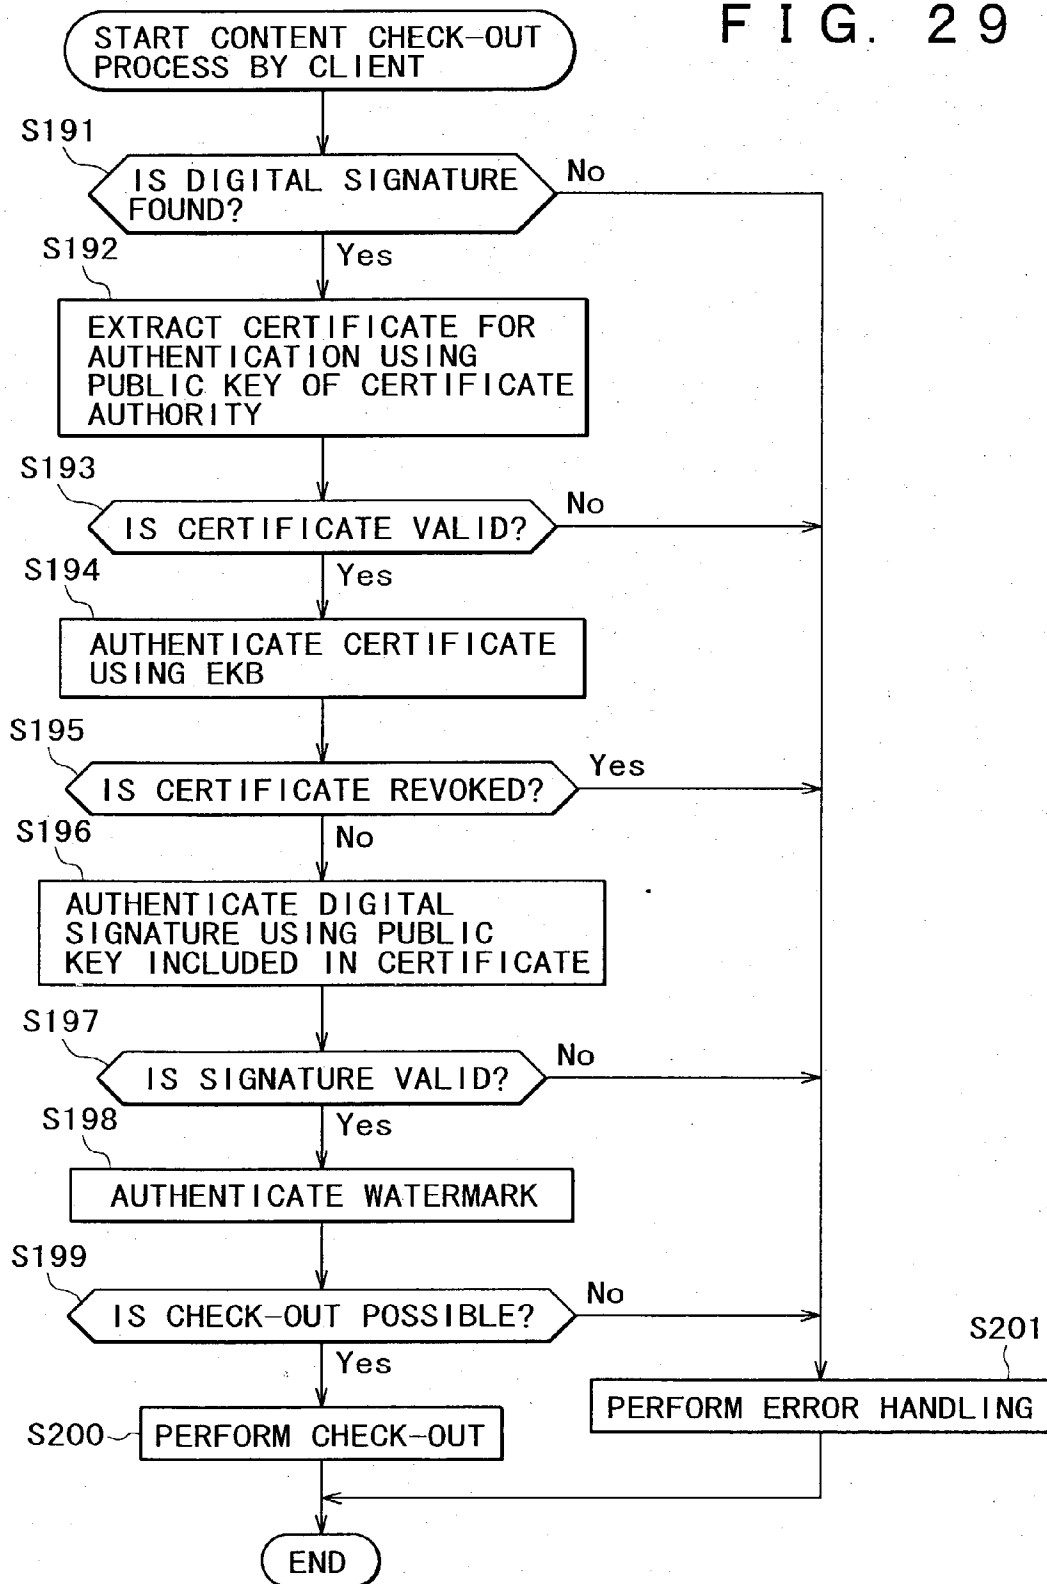 FIG. 29
START CONTENT CHECK-OUT
PROCESS BY CLIENT
S191
IS DIGITAL SIGNATURE
FOUND?
No
Yes
S192
EXTRACT CERTIFICATE FOR
AUTHENTICATION USING
PUBLIC KEY OF CERTIFICATE
AUTHORITY
S193
IS CERTIFICATE VALID?
No
Yes
S194
AUTHENTICATE CERTIFICATE
USING EKB
S195
IS CERTIFICATE REVOKED?
Yes
No
S196
AUTHENTICATE DIGITAL
SIGNATURE USING PUBLIC
KEY INCLUDED IN CERTIFICATE
S197
IS SIGNATURE VALID?
No
Yes
S198
AUTHENTICATE WATERMARK
S199
IS CHECK-OUT POSSIBLE?
No
Yes
S200
PERFORM CHECK-OUT
S201
PERFORM ERROR HANDLING
END